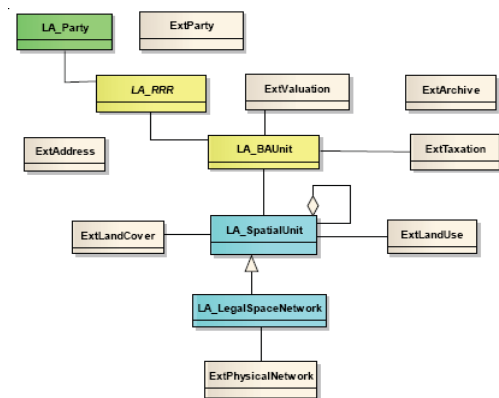 LA_Party
ExtParty
LA_RRR
ExtValuation
ExtArchive
ExtAddress
LA_BAUnit
ExtTaxation
ExtLandCover
LA_SpatialUnit
ExtLandUse
LA_LegalSpaceNetwork
ExtPhysicalNetwork